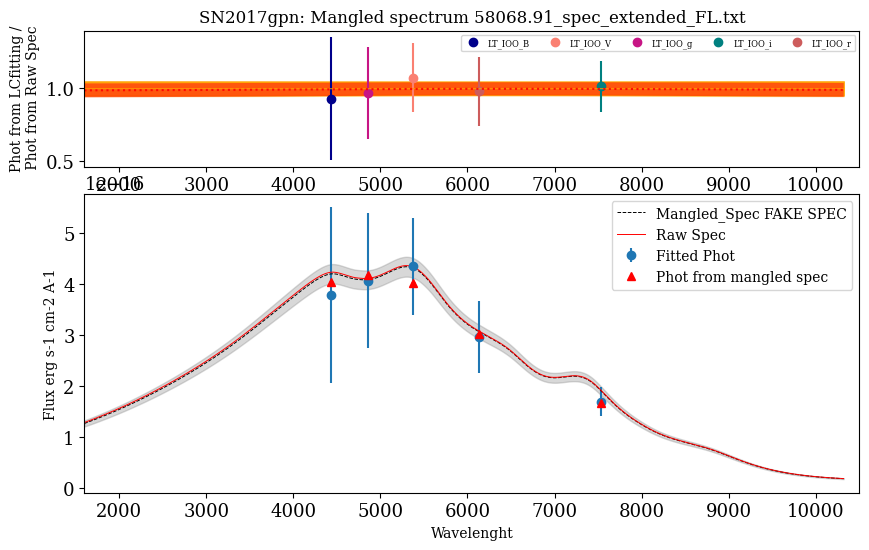 SN2017gpn: Mangled spectrum 58068.91_spec_extended_FL.txt
LT_IOO_B LT_IOO_V LT_IOO_g LT_IOO_i LT_IOO_r
Phot from LCfitting /
Phot from Raw Spec
1.0
0.5
2000 3000 4000 5000 6000 7000 8000 9000 10000
1e−16
Mangled_Spec FAKE SPEC
Raw Spec
Fitted Phot
Phot from mangled spec
Flux erg s-1 cm-2 A-1
5
4
3
2
1
0
2000 3000 4000 5000 6000 7000 8000 9000 10000
Wavelenght